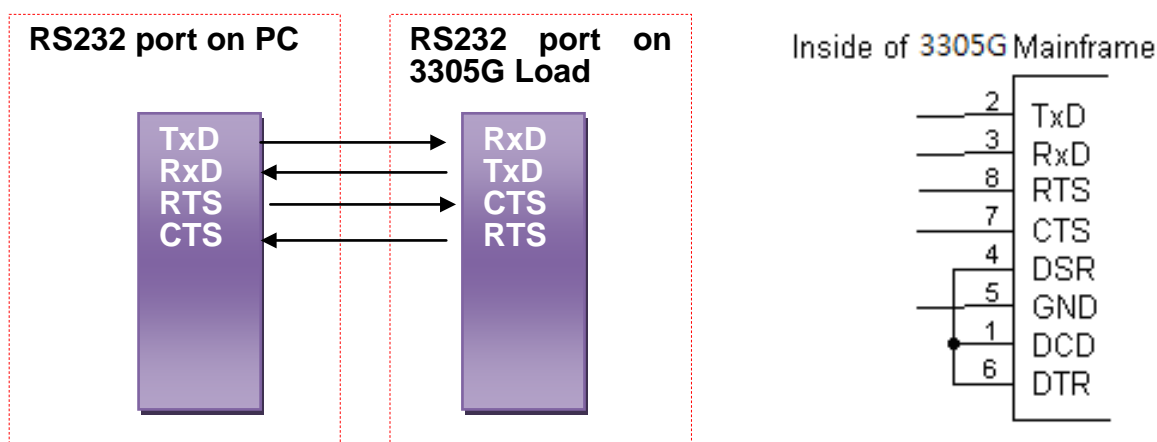 RS232 port on PC
RS232 port on
3305G Load
TxD
RxD
RTS
CTS
RxD
TxD
CTS
RTS
Inside of 3305G Mainframe
2 TxD
3 RxD
8 RTS
7 CTS
4 DSR
5 GND
1 DCD
6 DTR